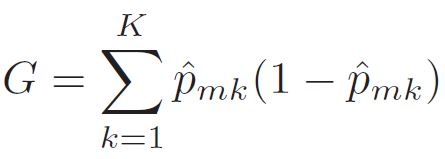 G = \sum_{k=1}^{K} \hat{p}_{mk}(1 - \hat{p}_{mk})